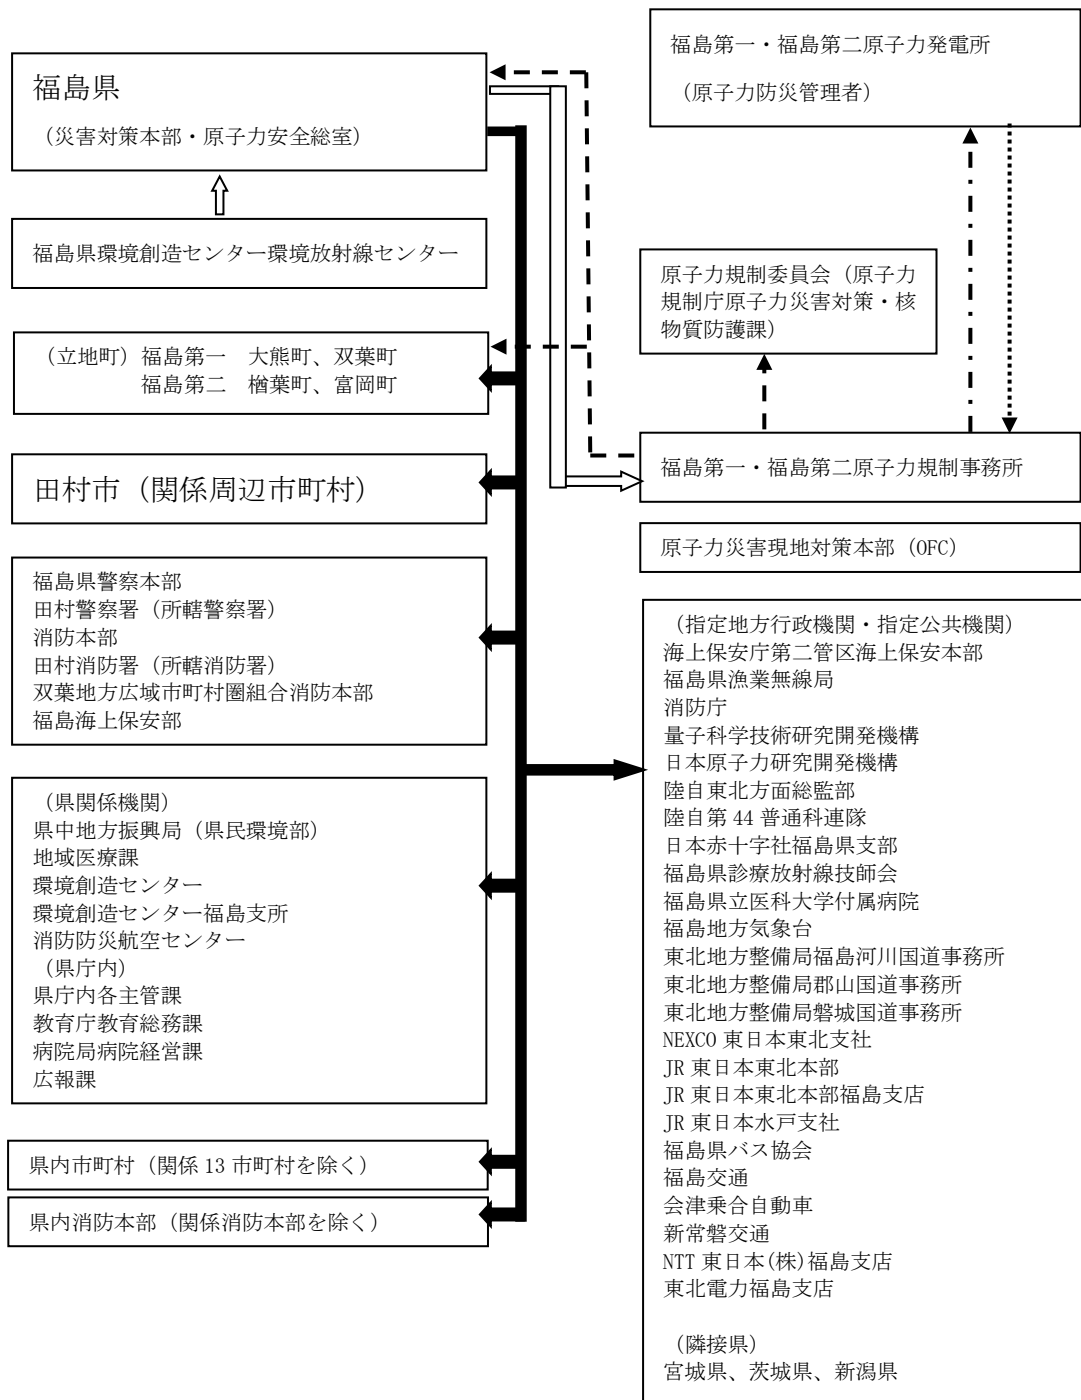 福島県
（災害対策本部・原子力安全総室）
福島県環境創造センター環境放射線センター
（立地町）福島第一　大熊町、双葉町
福島第二　楢葉町、富岡町
田村市（関係周辺市町村）
福島県警察本部
田村警察署（所轄警察署）
消防本部
田村消防署（所轄消防署）
双葉地方広域市町村圏組合消防本部
福島海上保安部
（県関係機関）
県中地方振興局（県民環境部）
地域医療課
環境創造センター
環境創造センター福島支所
消防防災航空センター
（県庁内）
県庁内各主管課
教育庁教育総務課
病院局病院経営課
広報課
県内市町村（関係 13 市町村を除く）
県内消防本部（関係消防本部を除く）
福島第一・福島第二原子力発電所
（原子力防災管理者）
原子力規制委員会（原子力
規制庁原子力災害対策・核
物質防護課）
福島第一・福島第二原子力規制事務所
原子力災害現地対策本部（OFC）
（指定地方行政機関・指定公共機関）
海上保安庁第二管区海上保安本部
福島県漁業無線局
消防庁
量子科学技術研究開発機構
日本原子力研究開発機構
陸自東北方面総監部
陸自第 44 普通科連隊
日本赤十字社福島県支部
福島県診療放射線技師会
福島県立医科大学付属病院
福島地方気象台
東北地方整備局福島河川国道事務所
東北地方整備局郡山国道事務所
東北地方整備局磐城国道事務所
NEXCO 東日本東北支社
JR 東日本東北本部
JR 東日本東北本部福島支店
JR 東日本水戸支社
福島県バス協会
福島交通
会津乗合自動車
新常磐交通
NTT 東日本(株)福島支店
東北電力福島支店
（隣接県）
宮城県、茨城県、新潟県